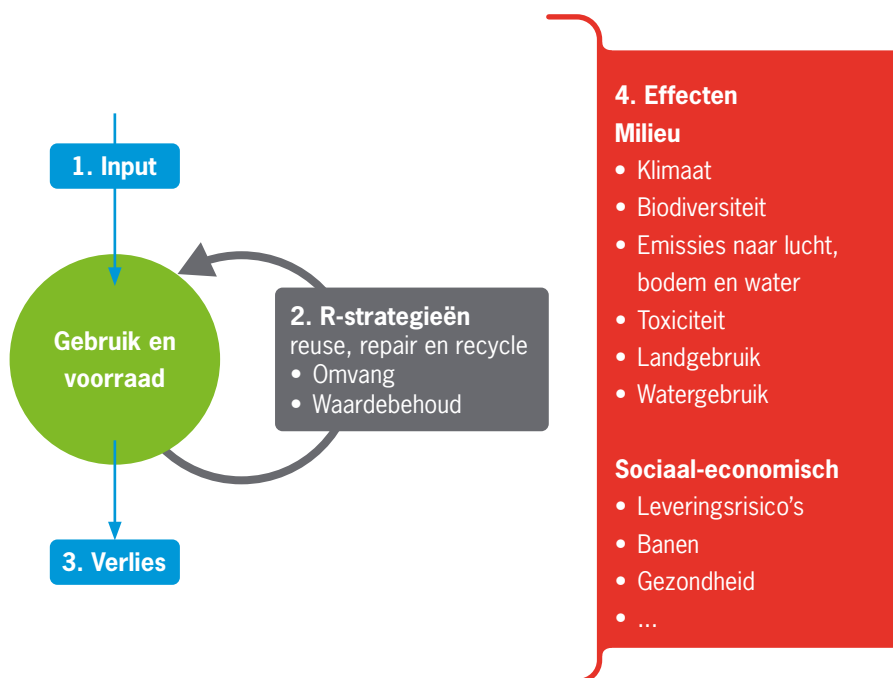 1. Input
Gebruik en
voorraad
2. R-strategieën
reuse, repair en recycle
• Omvang
• Waardebehoud
3. Verlies
4. Effecten
Milieu
• Klimaat
• Biodiversiteit
• Emissies naar lucht,
bodem en water
• Toxiciteit
• Landgebruik
• Watergebruik
Sociaal-economisch
• Leveringsrisico's
• Banen
• Gezondheid
• ...